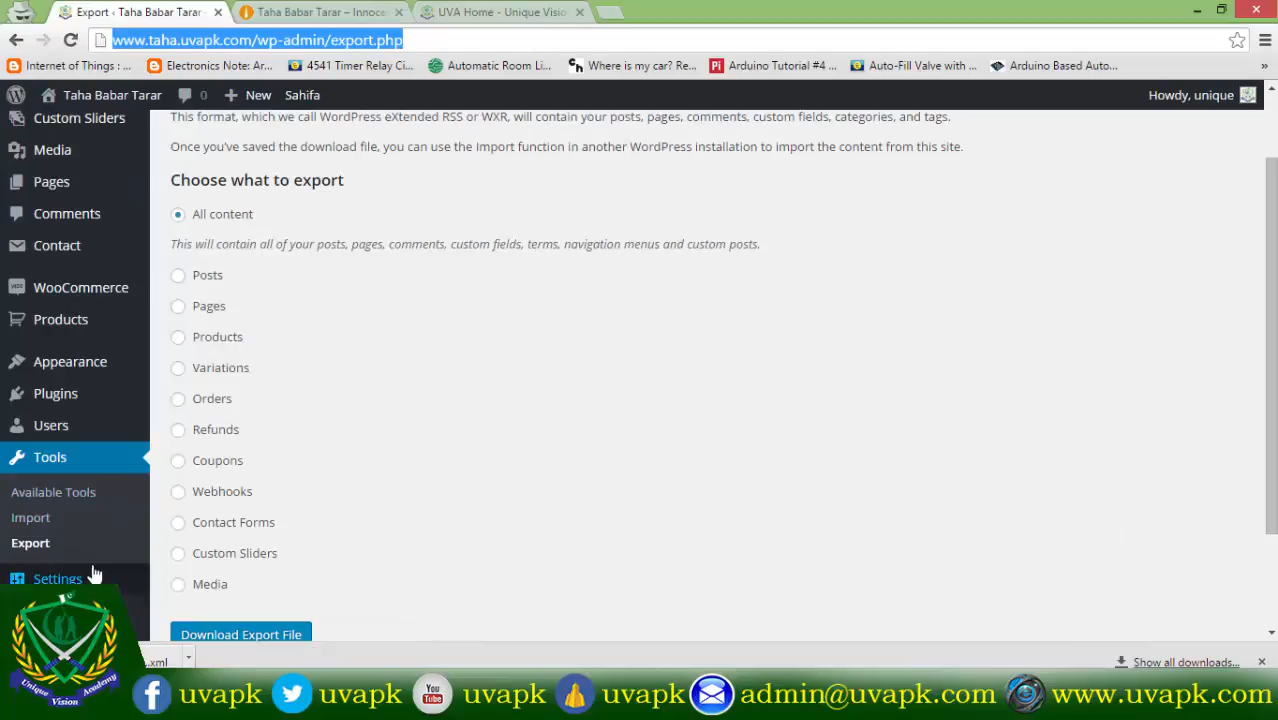 Export ‹ Taha Babar Tarar
Taha Babar Tarar – Innoce
UVA Home - Unique Visio
www.taha.uvapk.com/wp-admin/export.php
Internet of Things : ...
Electronics Note: Ar...
4541 Timer Relay Ci...
Automatic Room Li...
Where is my car? Re...
Arduino Tutorial #4 ...
Auto-Fill Valve with ...
Arduino Based Auto...
»
Taha Babar Tarar
0
New
Sahifa
Howdy, unique
Custom Sliders
Media
Pages
Comments
Contact
WooCommerce
Products
Appearance
Plugins
Users
Tools
Available Tools
Import
Export
Settings
This format, which we call WordPress eXtended RSS or WXR, will contain your posts, pages, comments, custom fields, categories, and tags.
Once you've saved the download file, you can use the Import function in another WordPress installation to import the content from this site.
Choose what to export
All content
This will contain all of your posts, pages, comments, custom fields, terms, navigation menus and custom posts.
Posts
Pages
Products
Variations
Orders
Refunds
Coupons
Webhooks
Contact Forms
Custom Sliders
Media
Download Export File
.xml
Show all downloads...
Unique Vision Academy
uvapk
uvapk
You Tube
uvapk
uvapk
admin@uvapk.com
www.uvapk.com